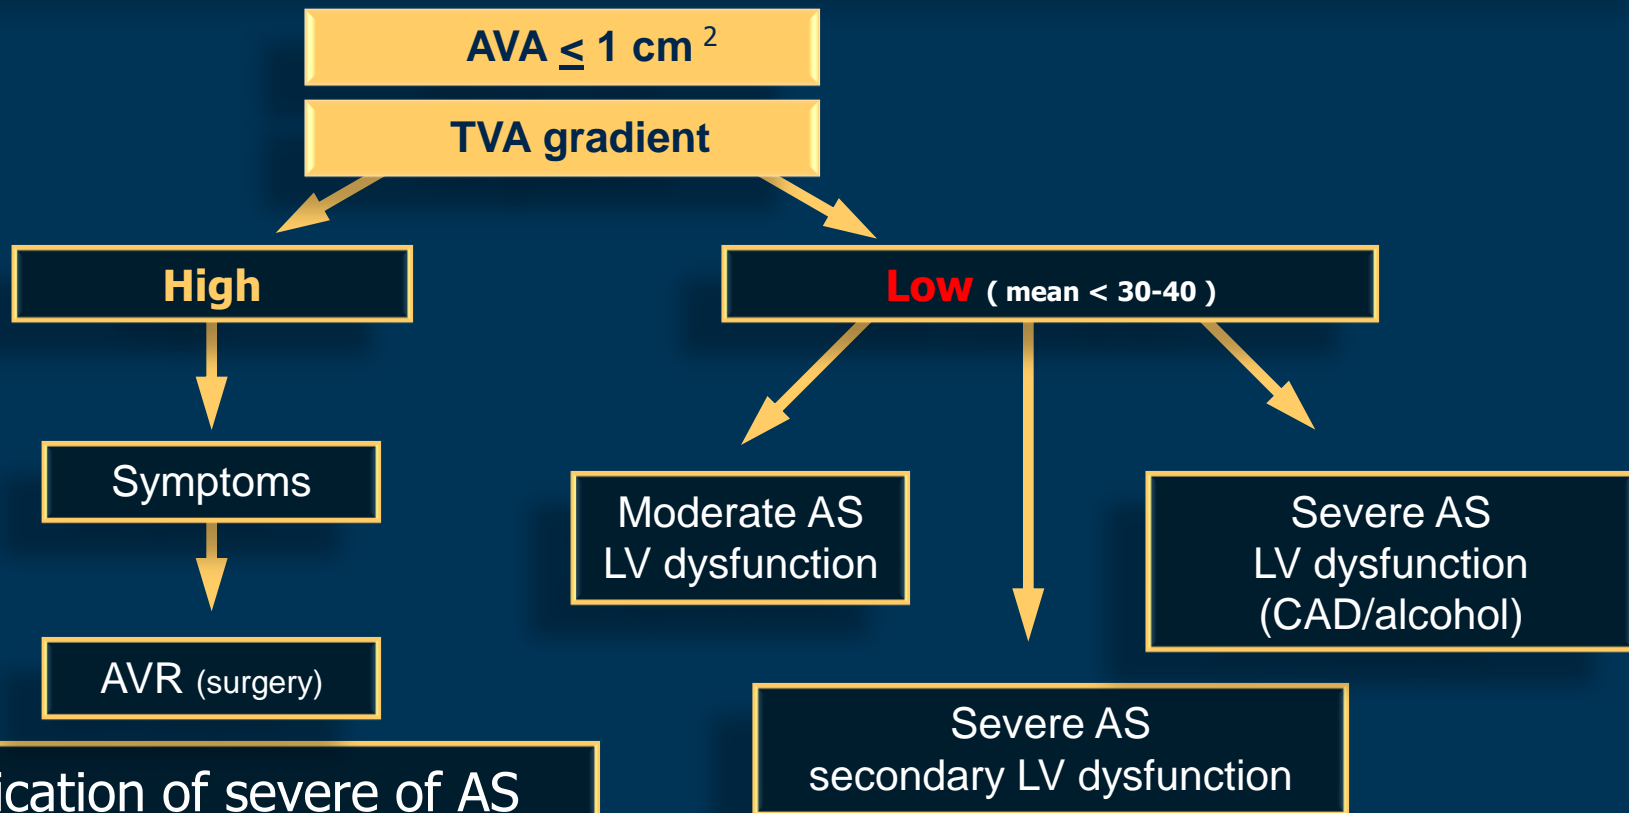 AVA ≤ 1 cm ²
TVA gradient
High
Low ( mean < 30-40 )
Symptoms
Moderate AS
LV dysfunction
Severe AS
LV dysfunction
(CAD/alcohol)
AVR (surgery)
Severe AS
secondary LV dysfunction
of severe of AS